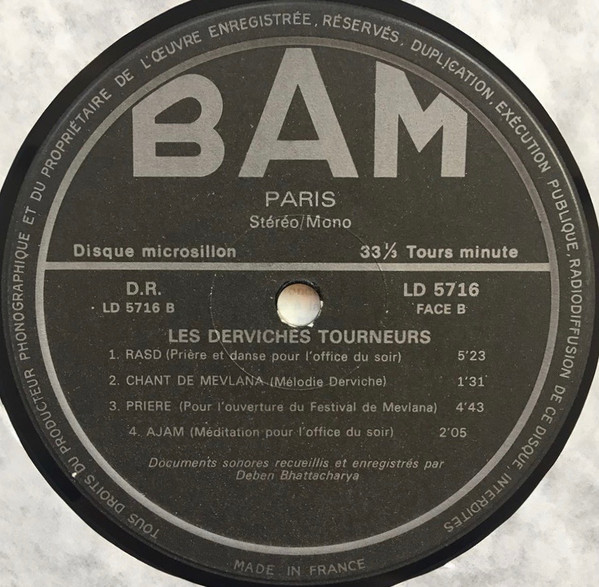 TOUS DROITS DU PRODUCTEUR PHONOGRAPHIQUE ET DU PROPRIÉTAIRE DE L'ŒUVRE ENREGISTRÉE, RÉSERVÉS, DUPLICATION, EXÉCUTION PUBLIQUE, RADIODIFFUSION DE CE DISQUE, INTERDITES
BAM
PARIS
Stéréo/Mono
Disque microsillon 33 1/3 Tours minute
D.R. LD 5716
LD 5716 B FACE B
LES DERVICHES TOURNEURS
1. RASD (Prière et danse pour l'office du soir) 5'23
2. CHANT DE MEVLANA (Mélodie Derviche) 1'31
3. PRIERE (Pour l'ouverture du Festival de Mevlana) 4'43
4. AJAM (Méditation pour l'office du soir) 2'05
Documents sonores recueillis et enregistrés par
Deben Bhattacharya
MADE IN FRANCE